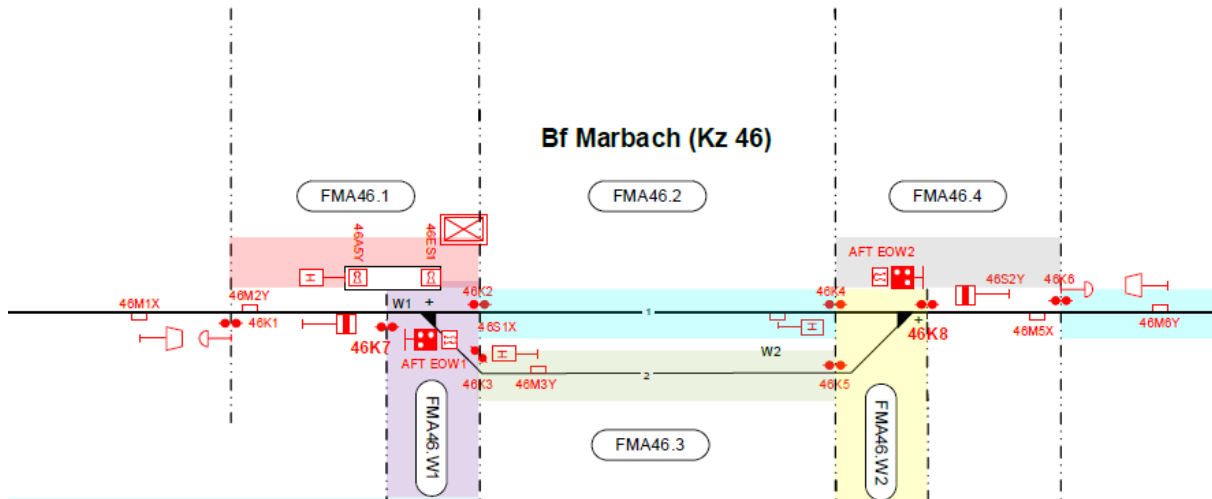 Bf Marbach (Kz 46)
FMA46.1
FMA46.2
FMA46.4
46A5Y
46ES1
H
AFT EOW2
46S2Y
46K6
46M1X
46M2Y
W1
+
46K2
1
46K4
46K1
46K7
46S1X
H
46K8
+
46M5X
46M6Y
AFT EOW1
H
W2
46K3
46M3Y
2
46K5
FMA46.W1
FMA46.3
FMA46.W2